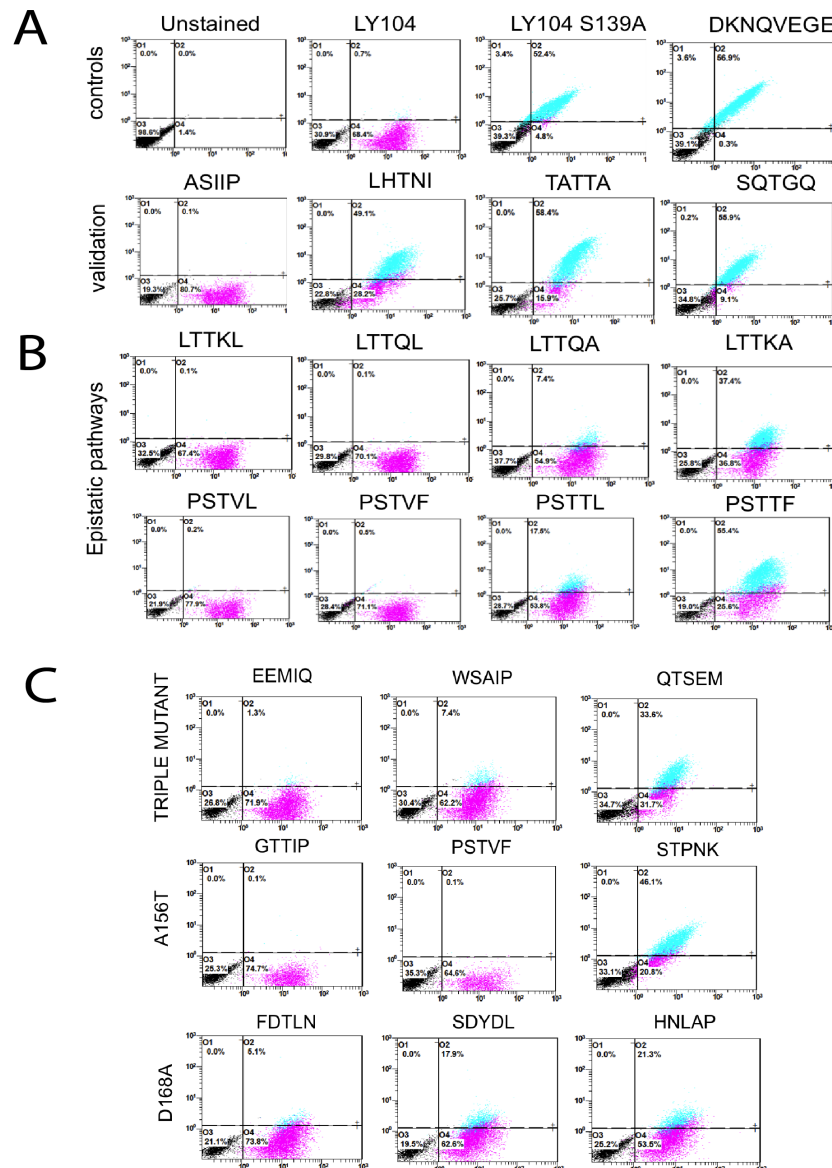 A
controls
Unstained LY104 LY104 S139A DKNQVEGE
O1 0.0% O2 0.0% O3 98.6% O4 1.4%
O1 0.0% O2 0.7% O3 30.9% O4 68.4%
O1 3.4% O2 52.4% O3 39.3% O4 4.8%
O1 3.6% O2 56.9% O3 39.1% O4 0.3%
validation
ASIIP LHTNI TATTA SQTGQ
O1 0.0% O2 0.1% O3 19.3% O4 80.7%
O1 0.0% O2 49.1% O3 22.8% O4 28.2%
O1 0.0% O2 58.4% O3 25.7% O4 15.9%
O1 0.2% O2 55.9% O3 34.8% O4 9.1%
B
Epistatic pathways
LTTKL LTTQL LTTQA LTTKA
O1 0.0% O2 0.1% O3 32.5% O4 67.4%
O1 0.0% O2 0.1% O3 29.8% O4 70.1%
O1 0.0% O2 7.4% O3 37.7% O4 54.9%
O1 0.0% O2 37.4% O3 25.8% O4 36.8%
PSTVL PSTVF PSTTL PSTTF
O1 0.0% O2 0.2% O3 21.9% O4 77.9%
O1 0.0% O2 0.5% O3 28.4% O4 71.1%
O1 0.0% O2 17.5% O3 28.7% O4 53.8%
O1 0.0% O2 55.4% O3 19.0% O4 25.6%
C
TRIPLE MUTANT
EEMIQ WSAIP QTSEM
O1 0.0% O2 1.3% O3 26.8% O4 71.9%
O1 0.0% O2 7.4% O3 30.4% O4 62.2%
O1 0.0% O2 33.6% O3 34.7% O4 31.7%
A156T
GTTIP PSTVF STPNK
O1 0.0% O2 0.1% O3 25.3% O4 74.7%
O1 0.0% O2 0.1% O3 35.3% O4 64.6%
O1 0.0% O2 46.1% O3 33.1% O4 20.8%
D168A
FDTLN SDYDL HNLAP
O1 0.0% O2 5.1% O3 21.1% O4 73.8%
O1 0.0% O2 17.9% O3 19.5% O4 62.6%
O1 0.0% O2 21.3% O3 25.2% O4 53.5%